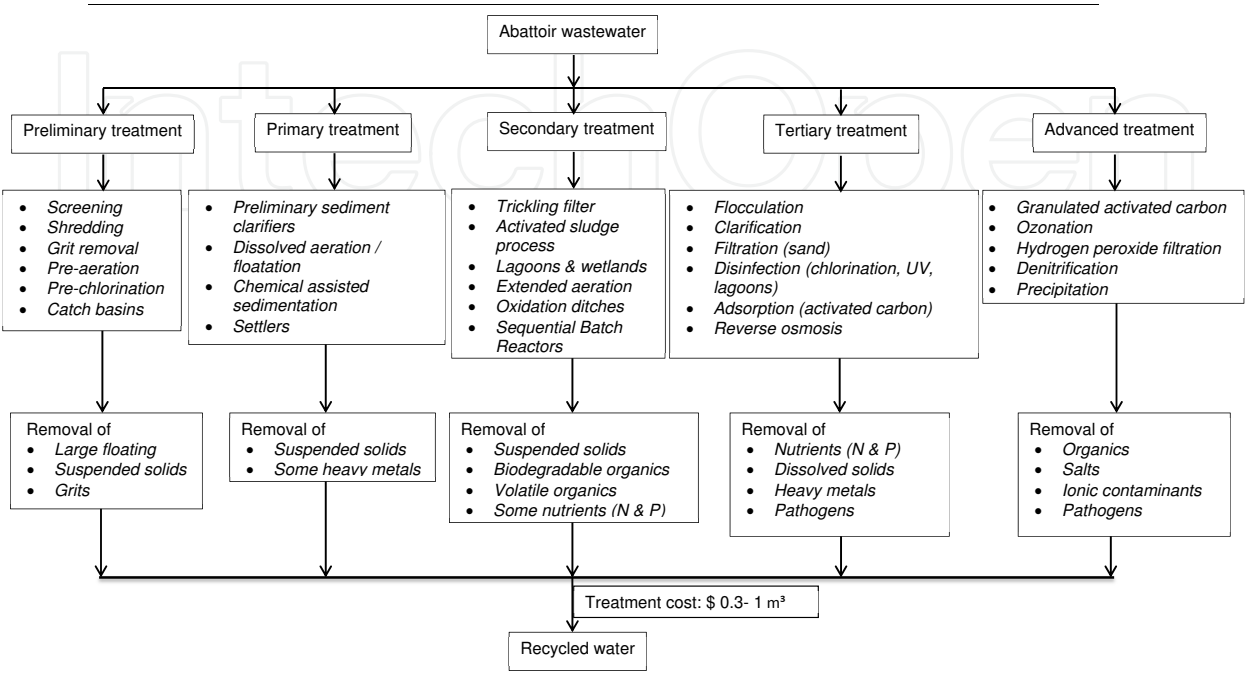 IntechOpen
Abattoir wastewater
Preliminary treatment
Primary treatment
Secondary treatment
Tertiary treatment
Advanced treatment
• Screening
• Shredding
• Grit removal
• Pre-aeration
• Pre-chlorination
• Catch basins
• Preliminary sediment
clarifiers
• Dissolved aeration /
floatation
• Chemical assisted
sedimentation
• Settlers
• Trickling filter
• Activated sludge
process
• Lagoons & wetlands
• Extended aeration
• Oxidation ditches
• Sequential Batch
Reactors
• Flocculation
• Clarification
• Filtration (sand)
• Disinfection (chlorination, UV,
lagoons)
• Adsorption (activated carbon)
• Reverse osmosis
• Granulated activated carbon
• Ozonation
• Hydrogen peroxide filtration
• Denitrification
• Precipitation
Removal of
• Large floating
• Suspended solids
• Grits
Removal of
• Suspended solids
• Some heavy metals
Removal of
• Suspended solids
• Biodegradable organics
• Volatile organics
• Some nutrients (N & P)
Removal of
• Nutrients (N & P)
• Dissolved solids
• Heavy metals
• Pathogens
Removal of
• Organics
• Salts
• Ionic contaminants
• Pathogens
Treatment cost: $ 0.3- 1 m³
Recycled water